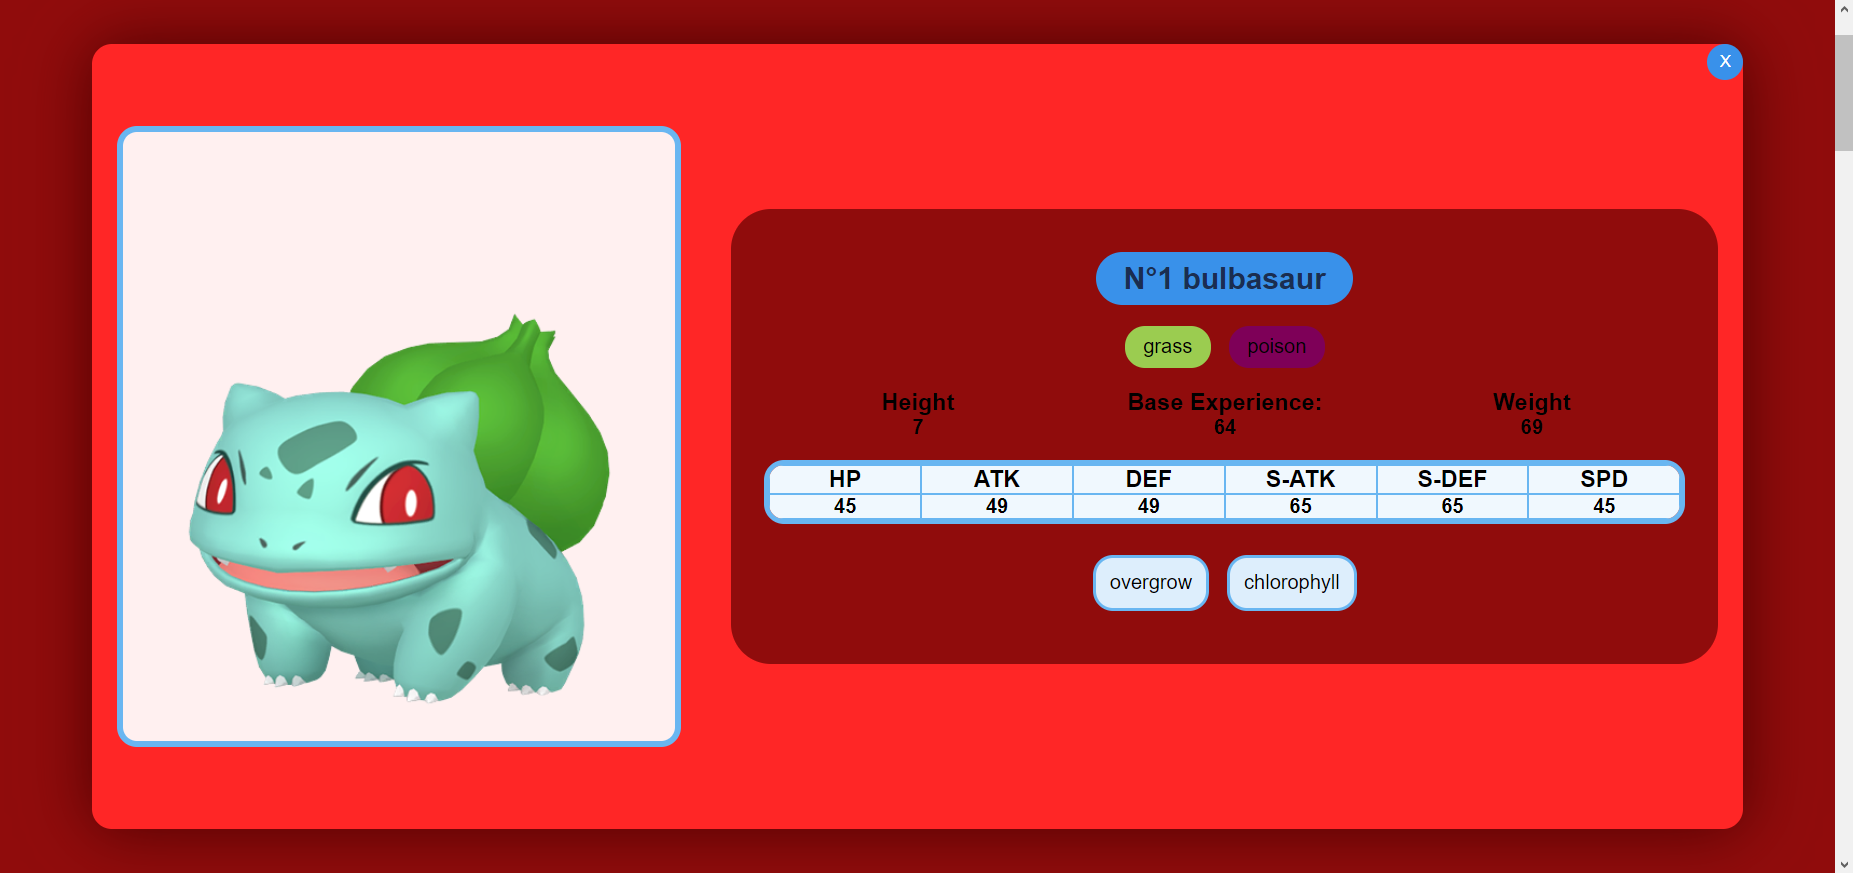 X
N°1 bulbasaur
grass poison
Height Base Experience: Weight
7 64 69
HP ATK DEF S-ATK S-DEF SPD
45 49 49 65 65 45
overgrow chlorophyll